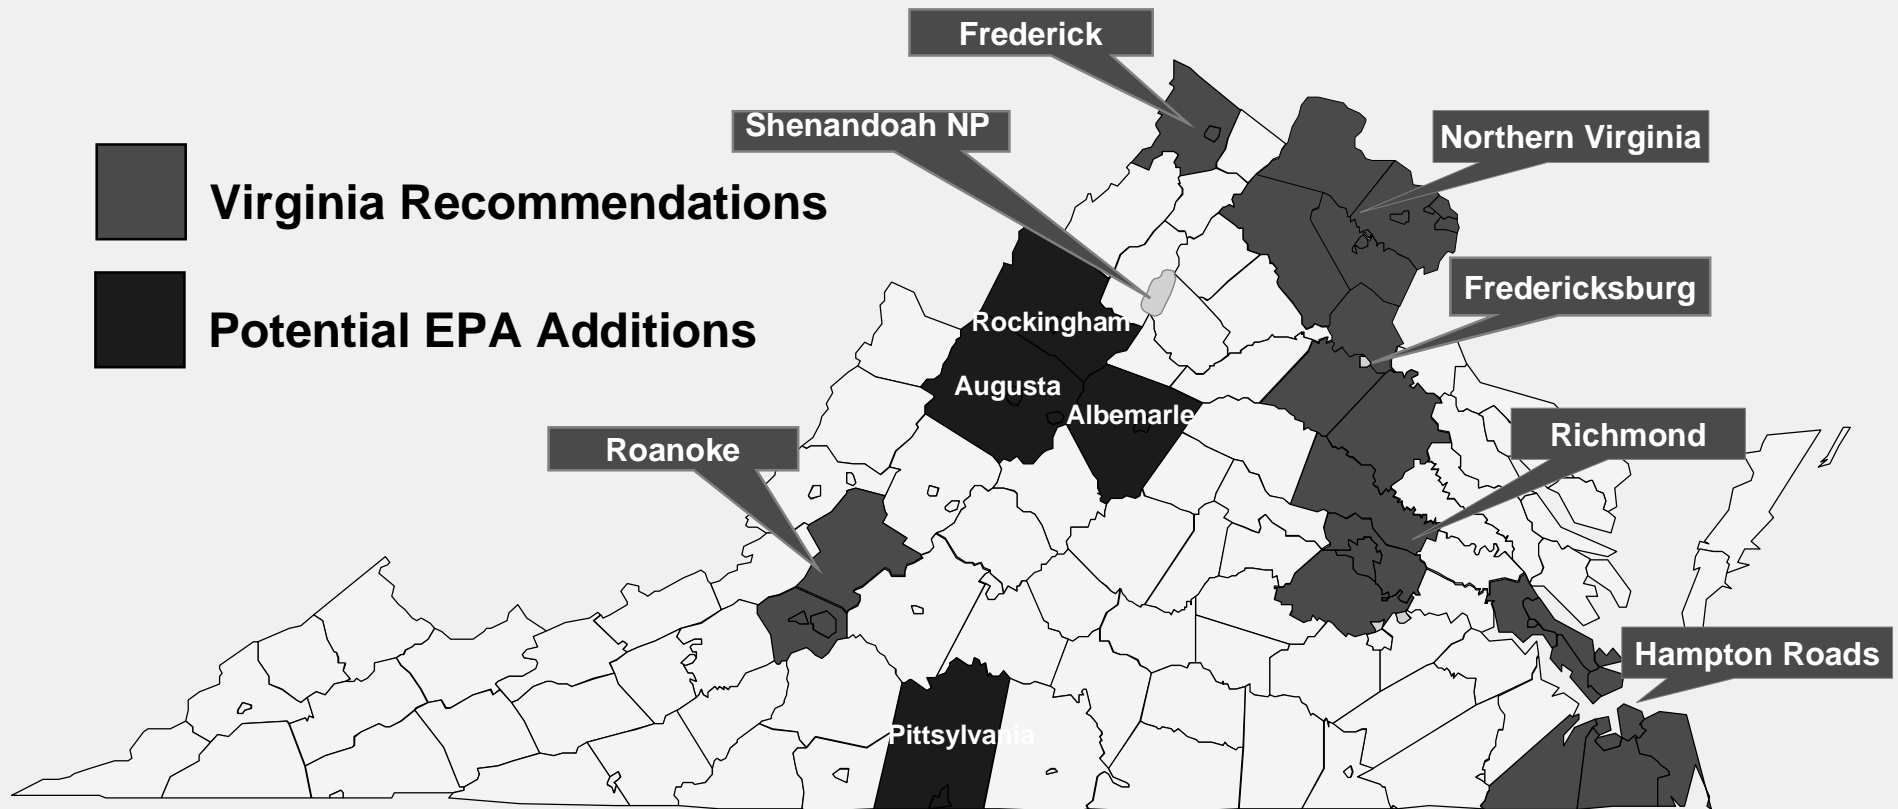 Frederick
Shenandoah NP
Northern Virginia
Virginia Recommendations
Fredericksburg
Potential EPA Additions
Rockingham
Augusta
Albemarle
Roanoke
Richmond
Hampton Roads
Pittsylvania